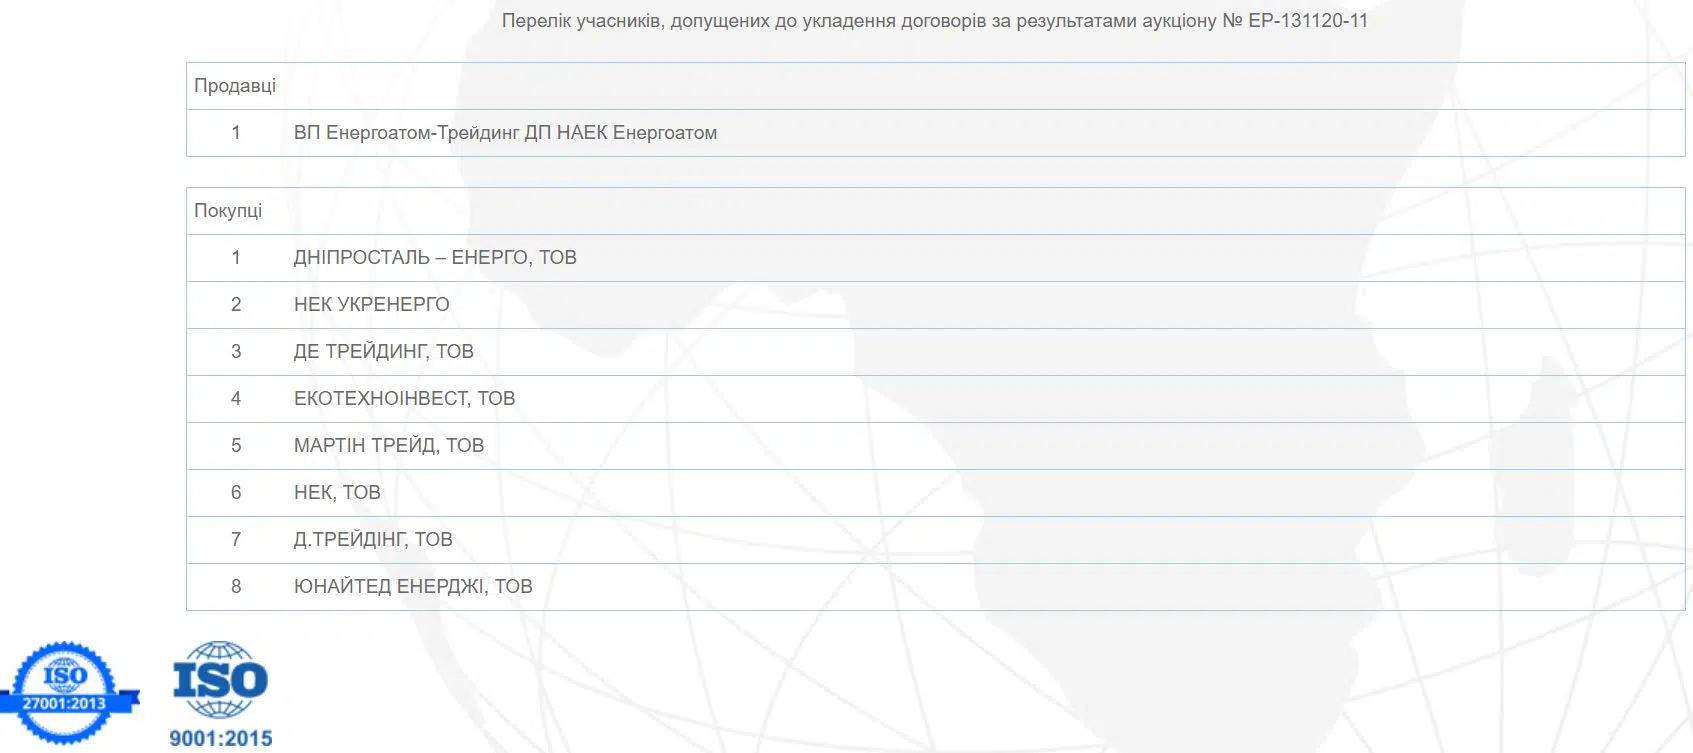 Перелік учасників, допущених до укладення договорів за результатами аукціону № ЕР-131120-11
Продавці
1 ВП Енергоатом-Трейдинг ДП НАЕК Енергоатом
Покупці
1 ДНІПРОСТАЛЬ – ЕНЕРГО, ТОВ
2 НЕК УКРЕНЕРГО
3 ДЕ ТРЕЙДИНГ, ТОВ
4 ЕКОТЕХНОІНВЕСТ, ТОВ
5 МАРТІН ТРЕЙД, ТОВ
6 НЕК, ТОВ
7 Д.ТРЕЙДІНГ, ТОВ
8 ЮНАЙТЕД ЕНЕРДЖІ, ТОВ
ISO
27001:2013
ISO
9001:2015